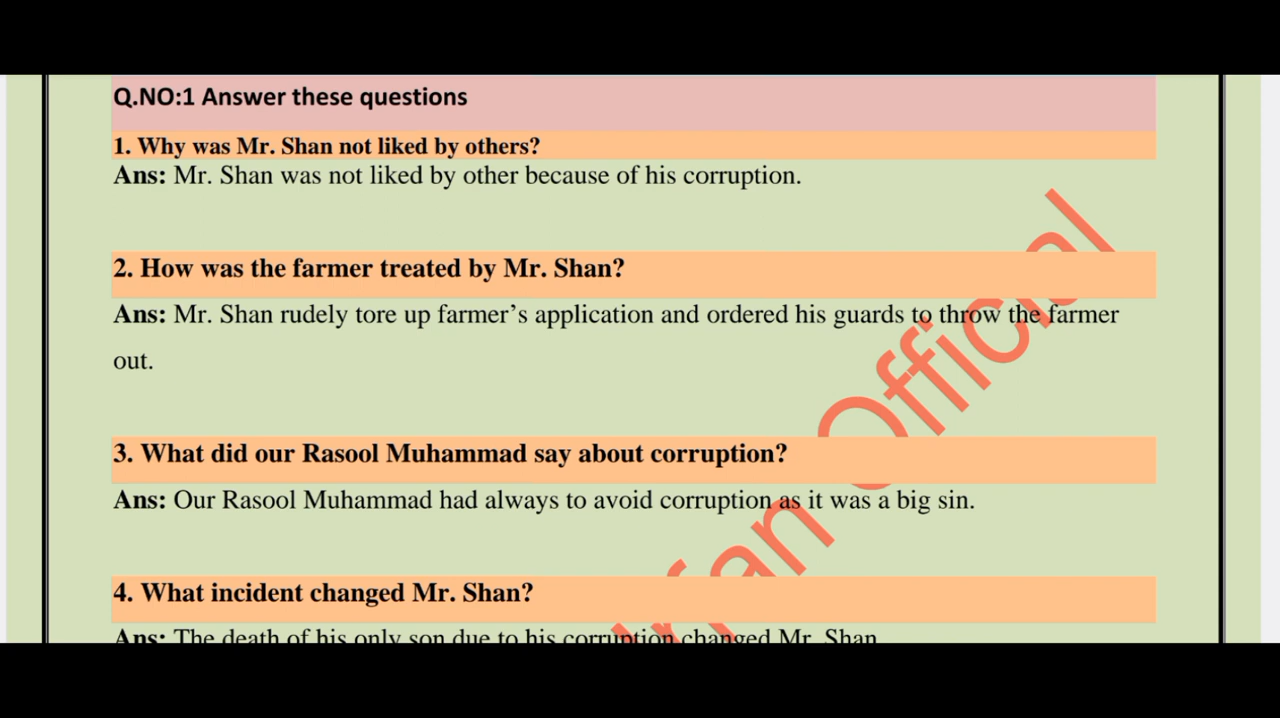 Q.NO:1 Answer these questions
1. Why was Mr. Shan not liked by others?
Ans: Mr. Shan was not liked by other because of his corruption.
2. How was the farmer treated by Mr. Shan?
Ans: Mr. Shan rudely tore up farmer’s application and ordered his guards to throw the farmer
out.
3. What did our Rasool Muhammad say about corruption?
Ans: Our Rasool Muhammad had always to avoid corruption as it was a big sin.
4. What incident changed Mr. Shan?
Ans: The death of his only son due to his corruption changed Mr. Shan
Official